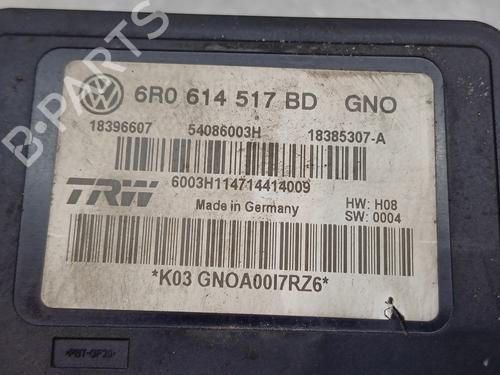 VW 6R0 614 517 BD GNO
18396607 54086003H 18385307-A
TRW 6003H114714414009
Made in Germany HW: H08
SW: 0004
*K03 GNOA00I7RZ6*